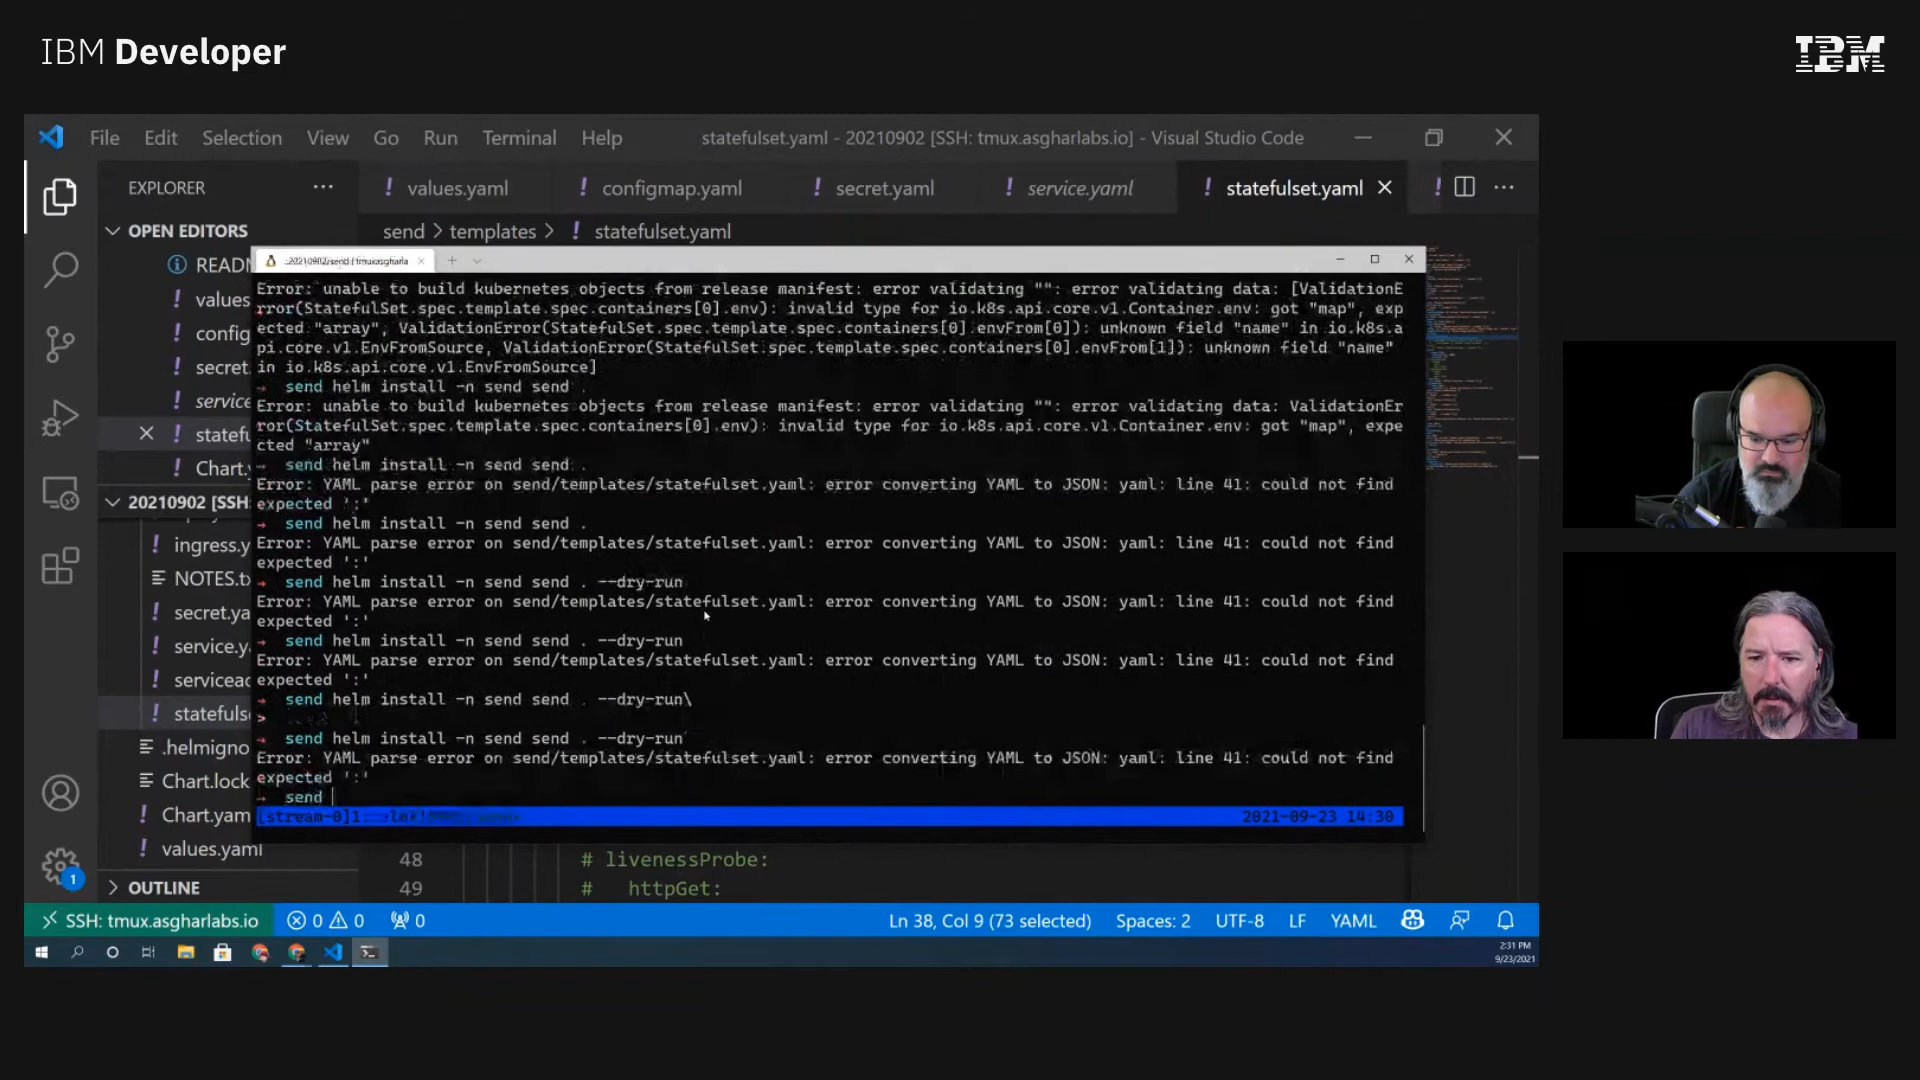 IBM Developer
IBM
File Edit Selection View Go Run Terminal Help statefulset.yaml - 20210902 [SSH: tmux.asgharlabs.io] - Visual Studio Code
EXPLORER
values.yaml configmap.yaml secret.yaml service.yaml statefulset.yaml
OPEN EDITORS
send > templates > ! statefulset.yaml
READ
values
config
secret.
service
statefu
Chart.y
20210902 [SSH:
ingress.y
NOTES.tx
secret.ya
service.y
serviceac
statefuls
.helmigno
Chart.lock
Chart.yam
values.yaml
OUTLINE
Error: unable to build kubernetes objects from release manifest: error validating "": error validating data: [ValidationE
rror(StatefulSet.spec.template.spec.containers[0].env): invalid type for io.k8s.api.core.v1.Container.env: got "map", exp
ected "array", ValidationError(StatefulSet.spec.template.spec.containers[0].envFrom[0]): unknown field "name" in io.k8s.a
pi.core.v1.EnvFromSource, ValidationError(StatefulSet.spec.template.spec.containers[0].envFrom[1]): unknown field "name"
in io.k8s.api.core.v1.EnvFromSource]
→ send helm install -n send send .
Error: unable to build kubernetes objects from release manifest: error validating "": error validating data: ValidationEr
ror(StatefulSet.spec.template.spec.containers[0].env): invalid type for io.k8s.api.core.v1.Container.env: got "map", expe
cted "array"
→ send helm install -n send send .
Error: YAML parse error on send/templates/statefulset.yaml: error converting YAML to JSON: yaml: line 41: could not find
expected ':'
→ send helm install -n send send .
Error: YAML parse error on send/templates/statefulset.yaml: error converting YAML to JSON: yaml: line 41: could not find
expected ':'
→ send helm install -n send send . --dry-run
Error: YAML parse error on send/templates/statefulset.yaml: error converting YAML to JSON: yaml: line 41: could not find
expected ':'
→ send helm install -n send send . --dry-run
Error: YAML parse error on send/templates/statefulset.yaml: error converting YAML to JSON: yaml: line 41: could not find
expected ':'
→ send helm install -n send send . --dry-run\
>
→ send helm install -n send send . --dry-run
Error: YAML parse error on send/templates/statefulset.yaml: error converting YAML to JSON: yaml: line 41: could not find
expected ':'
→ send
[stream-0] 2021-09-23 14:30
48 # livenessProbe:
49 # httpGet:
1
SSH: tmux.asgharlabs.io 0 0 0 Ln 38, Col 9 (73 selected) Spaces: 2 UTF-8 LF YAML
2:31 PM
9/23/2021